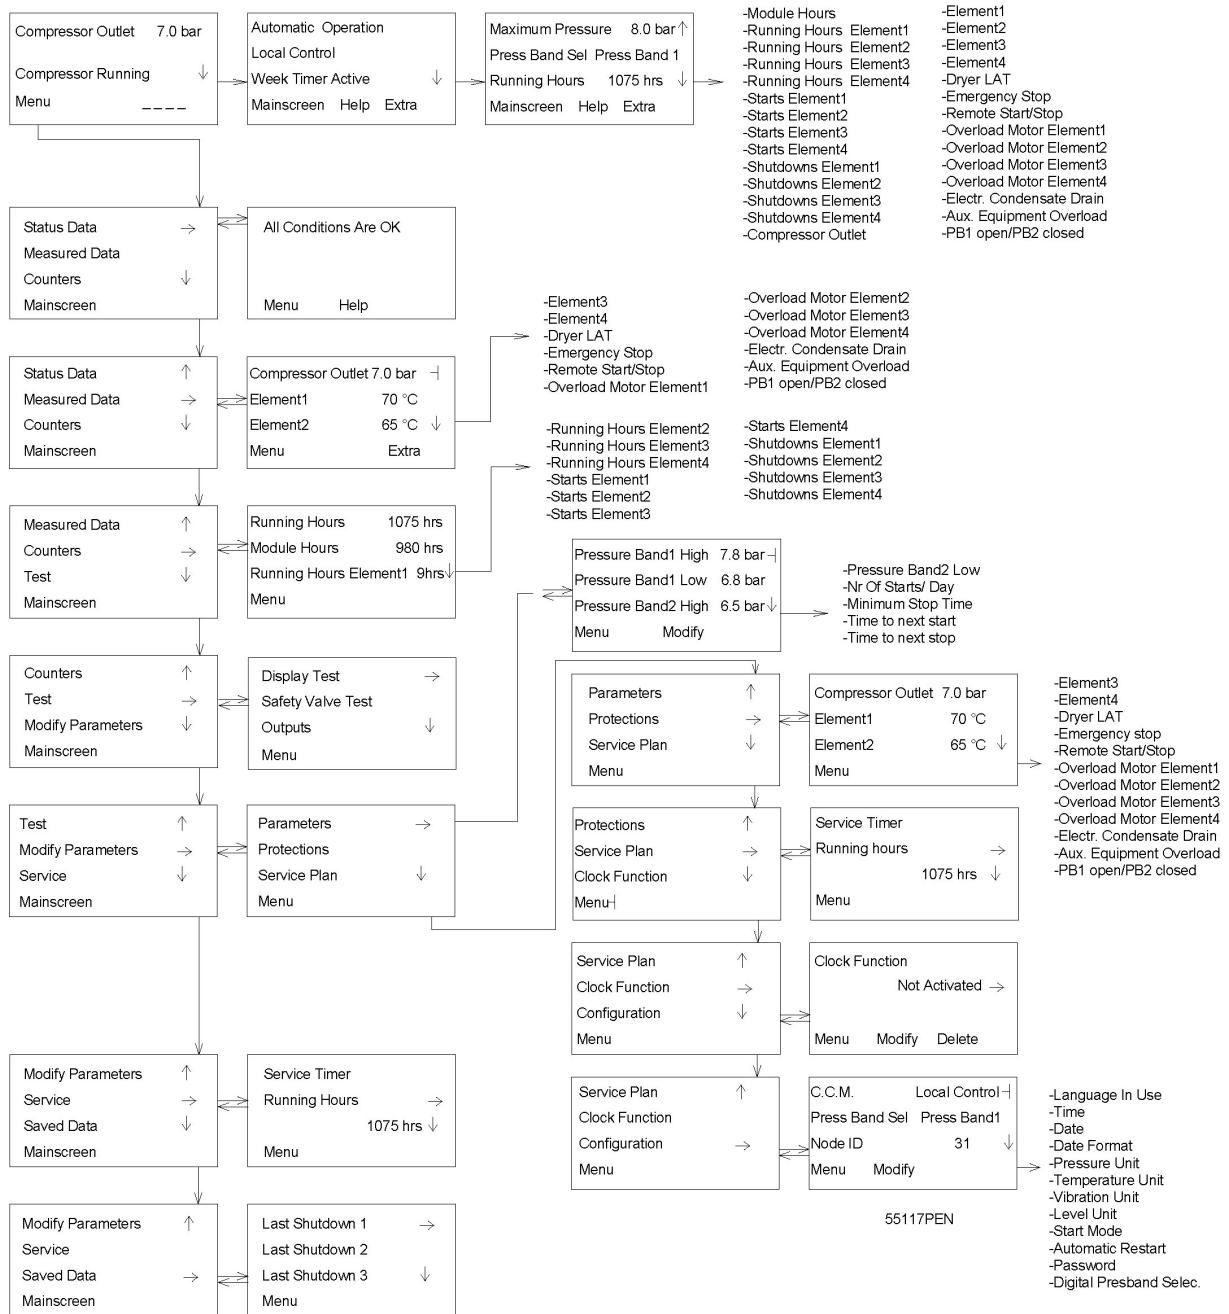 Compressor Outlet 7.0 bar
Compressor Running ↓
Menu _ _ _ _
Automatic Operation
Local Control
Week Timer Active ↓
Mainscreen Help Extra
Maximum Pressure 8.0 bar ↑
Press Band Sel Press Band 1
Running Hours 1075 hrs ↓
Mainscreen Help Extra
-Module Hours
-Running Hours Element1
-Running Hours Element2
-Running Hours Element3
-Running Hours Element4
-Starts Element1
-Starts Element2
-Starts Element3
-Starts Element4
-Shutdowns Element1
-Shutdowns Element2
-Shutdowns Element3
-Shutdowns Element4
-Compressor Outlet
-Element1
-Element2
-Element3
-Element4
-Dryer LAT
-Emergency Stop
-Remote Start/Stop
-Overload Motor Element1
-Overload Motor Element2
-Overload Motor Element3
-Overload Motor Element4
-Electr. Condensate Drain
-Aux. Equipment Overload
-PB1 open/PB2 closed
Status Data →
Measured Data
Counters ↓
Mainscreen
All Conditions Are OK
Menu Help
Status Data ↑
Measured Data →
Counters ↓
Mainscreen
Compressor Outlet 7.0 bar ⊣
Element1 70 °C
Element2 65 °C ↓
Menu Extra
-Element3
-Element4
-Dryer LAT
-Emergency Stop
-Remote Start/Stop
-Overload Motor Element1
-Overload Motor Element2
-Overload Motor Element3
-Overload Motor Element4
-Electr. Condensate Drain
-Aux. Equipment Overload
-PB1 open/PB2 closed
Measured Data ↑
Counters →
Test ↓
Mainscreen
Running Hours 1075 hrs
Module Hours 980 hrs
Running Hours Element1 9hrs ↓
Menu
-Running Hours Element2
-Running Hours Element3
-Running Hours Element4
-Starts Element1
-Starts Element2
-Starts Element3
-Starts Element4
-Shutdowns Element1
-Shutdowns Element2
-Shutdowns Element3
-Shutdowns Element4
Counters ↑
Test →
Modify Parameters ↓
Mainscreen
Display Test →
Safety Valve Test
Outputs ↓
Menu
Test ↑
Modify Parameters →
Service ↓
Mainscreen
Parameters →
Protections
Service Plan ↓
Menu
Pressure Band1 High 7.8 bar ⊣
Pressure Band1 Low 6.8 bar
Pressure Band2 High 6.5 bar ↓
Menu Modify
-Pressure Band2 Low
-Nr Of Starts/ Day
-Minimum Stop Time
-Time to next start
-Time to next stop
Parameters ↑
Protections →
Service Plan ↓
Menu
Compressor Outlet 7.0 bar
Element1 70 °C
Element2 65 °C ↓
Menu
-Element3
-Element4
-Dryer LAT
-Emergency stop
-Remote Start/Stop
-Overload Motor Element1
-Overload Motor Element2
-Overload Motor Element3
-Overload Motor Element4
-Electr. Condensate Drain
-Aux. Equipment Overload
-PB1 open/PB2 closed
Protections ↑
Service Plan →
Clock Function ↓
Menu ⊣
Service Timer
Running hours →
1075 hrs ↓
Menu
Service Plan ↑
Clock Function →
Configuration ↓
Menu
Clock Function
Not Activated →
Menu Modify Delete
Service Plan ↑
Clock Function
Configuration →
Menu
C.C.M. Local Control ⊣
Press Band Sel Press Band1
Node ID 31 ↓
Menu Modify
-Language In Use
-Time
-Date
-Date Format
-Pressure Unit
-Temperature Unit
-Vibration Unit
-Level Unit
-Start Mode
-Automatic Restart
-Password
-Digital Presband Selec.
Modify Parameters ↑
Service →
Saved Data ↓
Mainscreen
Service Timer
Running Hours →
1075 hrs ↓
Menu
Modify Parameters ↑
Service
Saved Data →
Mainscreen
Last Shutdown 1 →
Last Shutdown 2
Last Shutdown 3 ↓
Menu
55117PEN